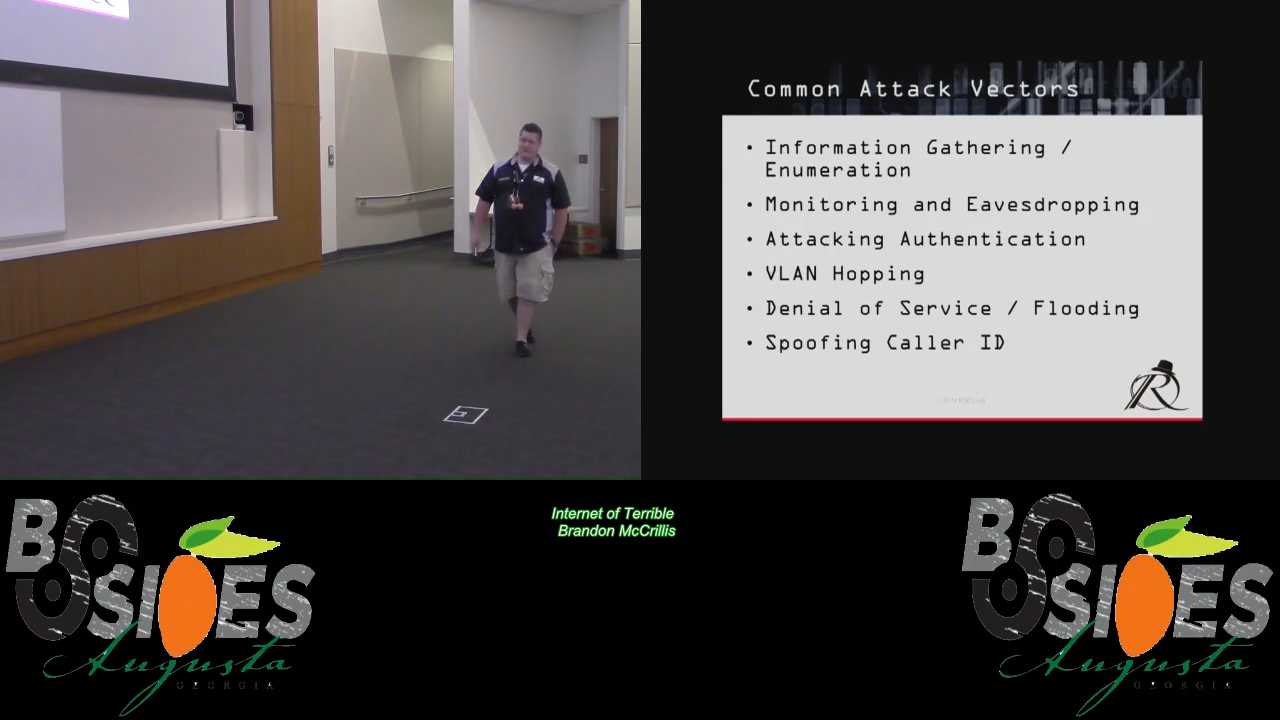 Common Attack Vectors
• Information Gathering /
Enumeration
• Monitoring and Eavesdropping
• Attacking Authentication
• VLAN Hopping
• Denial of Service / Flooding
• Spoofing Caller ID
R
Internet of Terrible
Brandon McCrillis
BSIDES
Augusta
GEORGIA
BSIDES
Augusta
GEORGIA